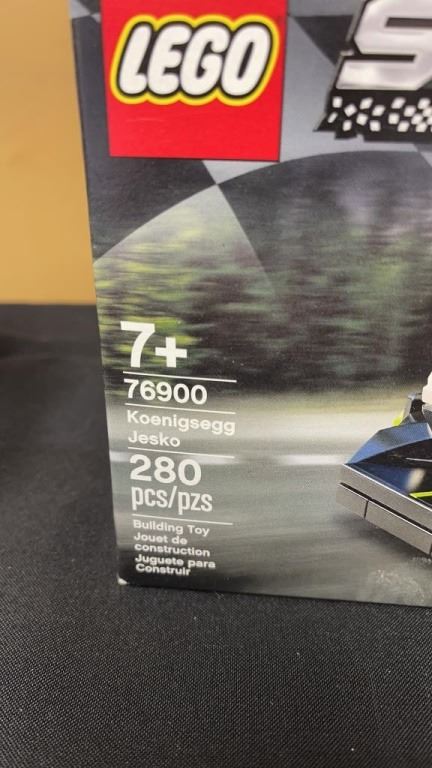 LEGO
7+
76900
Koenigsegg
Jesko
280
pcs/pzs
Building Toy
Jouet de
construction
Juguete para
Construir